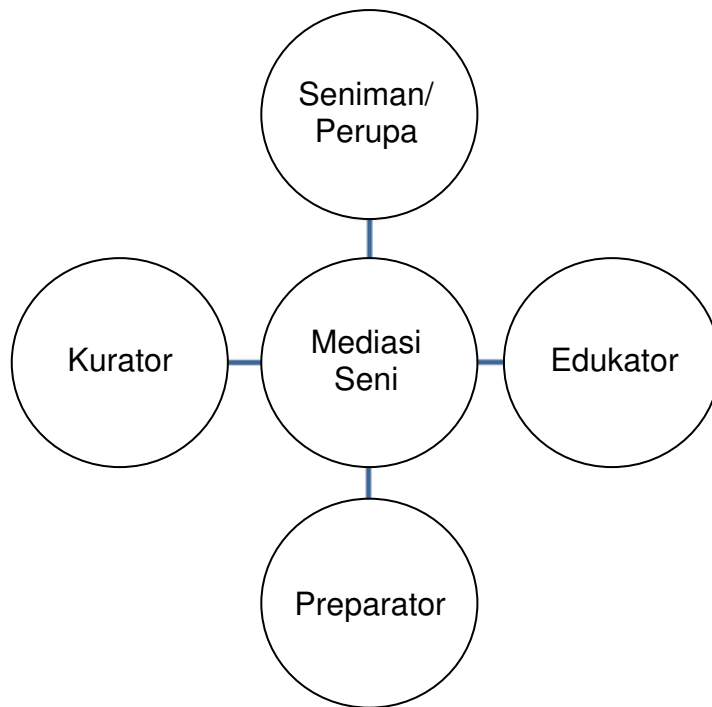 Seniman/
Perupa
Kurator
Mediasi
Seni
Edukator
Preparator